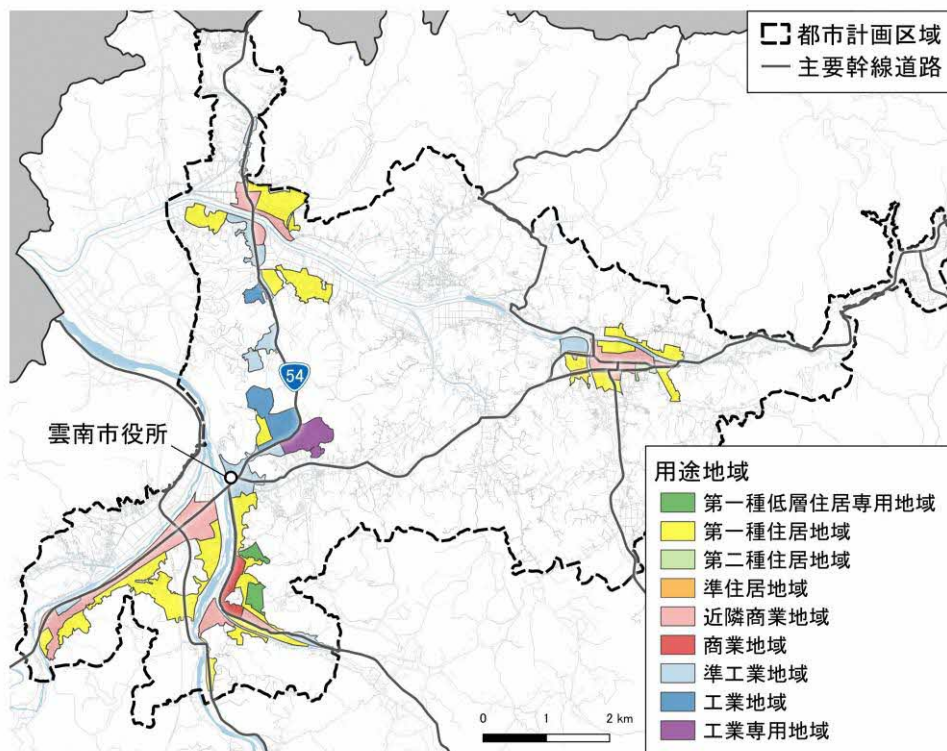 都市計画区域
主要幹線道路
54
雲南市役所
用途地域
第一種低層住居専用地域
第一種住居地域
第二種住居地域
準住居地域
近隣商業地域
商業地域
準工業地域
工業地域
工業専用地域
0 1 2 km